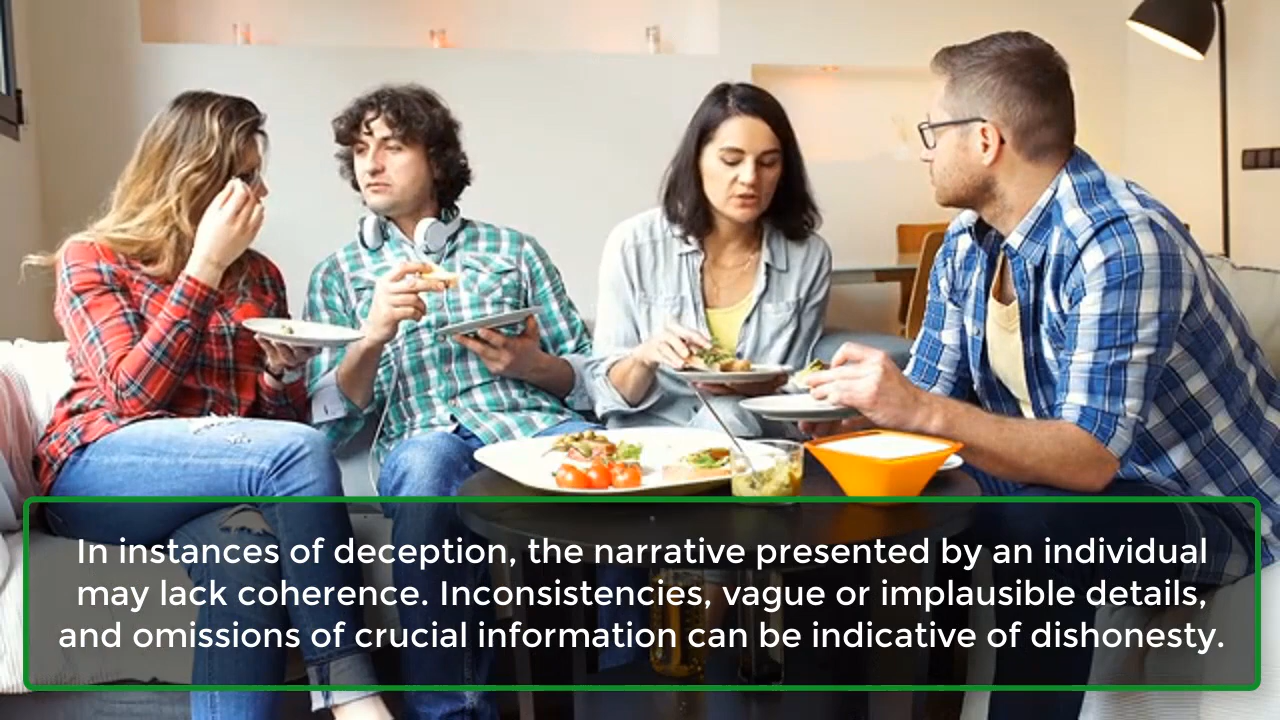 In instances of deception, the narrative presented by an individual
may lack coherence. Inconsistencies, vague or implausible details,
and omissions of crucial information can be indicative of dishonesty.